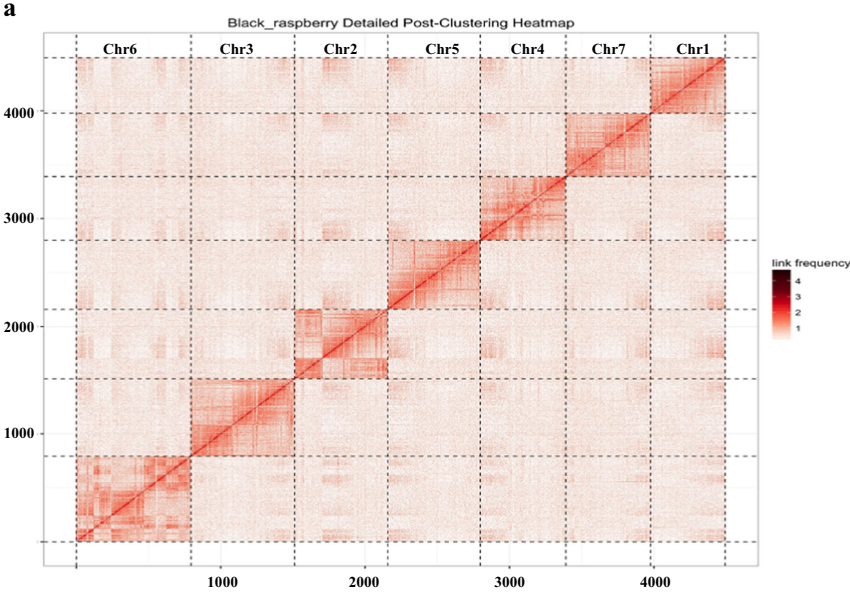 a
Black_raspberry Detailed Post-Clustering Heatmap
Chr6 Chr3 Chr2 Chr5 Chr4 Chr7 Chr1
4000
3000
2000
1000
link frequency
4
3
2
1
1000 2000 3000 4000